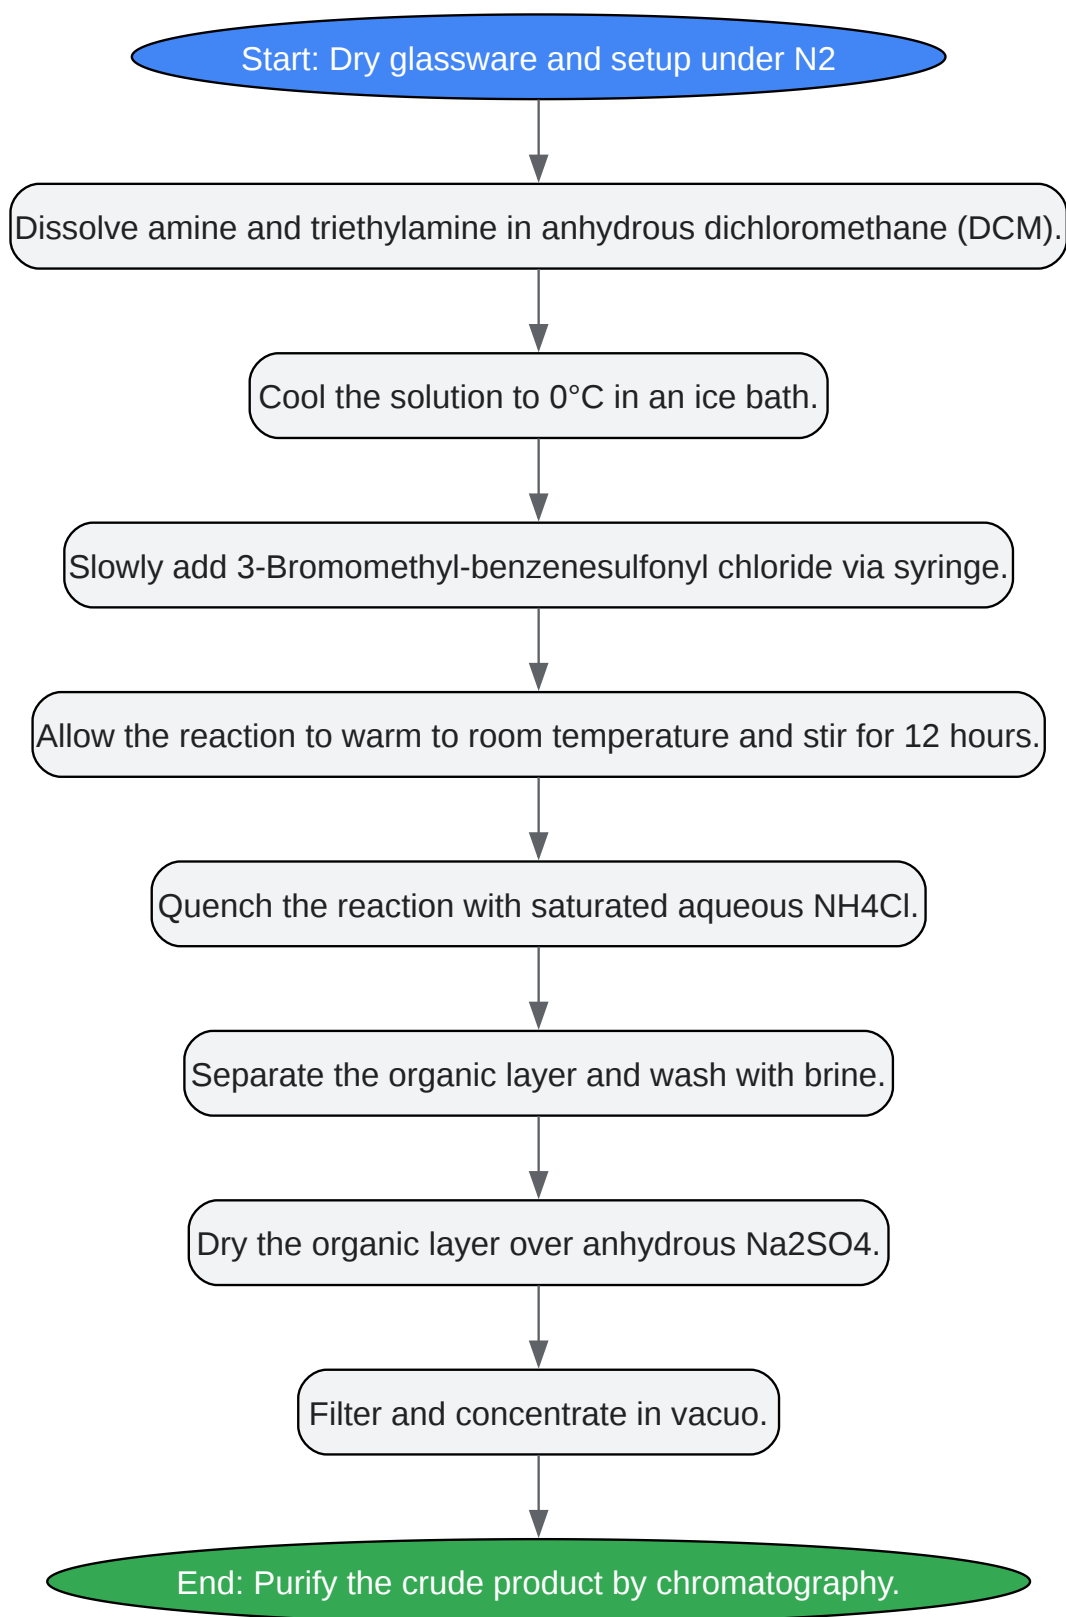 Start: Dry glassware and setup under N2
Dissolve amine and triethylamine in anhydrous dichloromethane (DCM).
Cool the solution to 0°C in an ice bath.
Slowly add 3-Bromomethyl-benzenesulfonyl chloride via syringe.
Allow the reaction to warm to room temperature and stir for 12 hours.
Quench the reaction with saturated aqueous NH4Cl.
Separate the organic layer and wash with brine.
Dry the organic layer over anhydrous Na2SO4.
Filter and concentrate in vacuo.
End: Purify the crude product by chromatography.